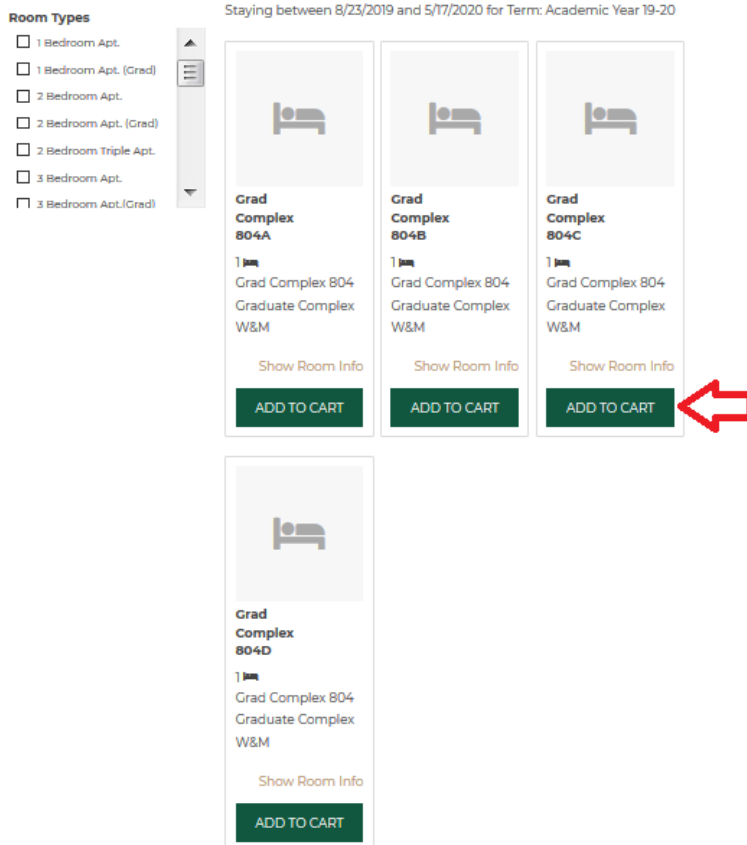 Staying between 8/23/2019 and 5/17/2020 for Term: Academic Year 19-20
Room Types
1 Bedroom Apt.
1 Bedroom Apt. (Grad)
2 Bedroom Apt.
2 Bedroom Apt. (Grad)
2 Bedroom Triple Apt.
3 Bedroom Apt.
3 Bedroom Apt.(Grad)
Grad
Complex
804A
1
Grad Complex 804
Graduate Complex
W&M
Show Room Info
ADD TO CART
Grad
Complex
804B
1
Grad Complex 804
Graduate Complex
W&M
Show Room Info
ADD TO CART
Grad
Complex
804C
1
Grad Complex 804
Graduate Complex
W&M
Show Room Info
ADD TO CART
Grad
Complex
804D
1
Grad Complex 804
Graduate Complex
W&M
Show Room Info
ADD TO CART